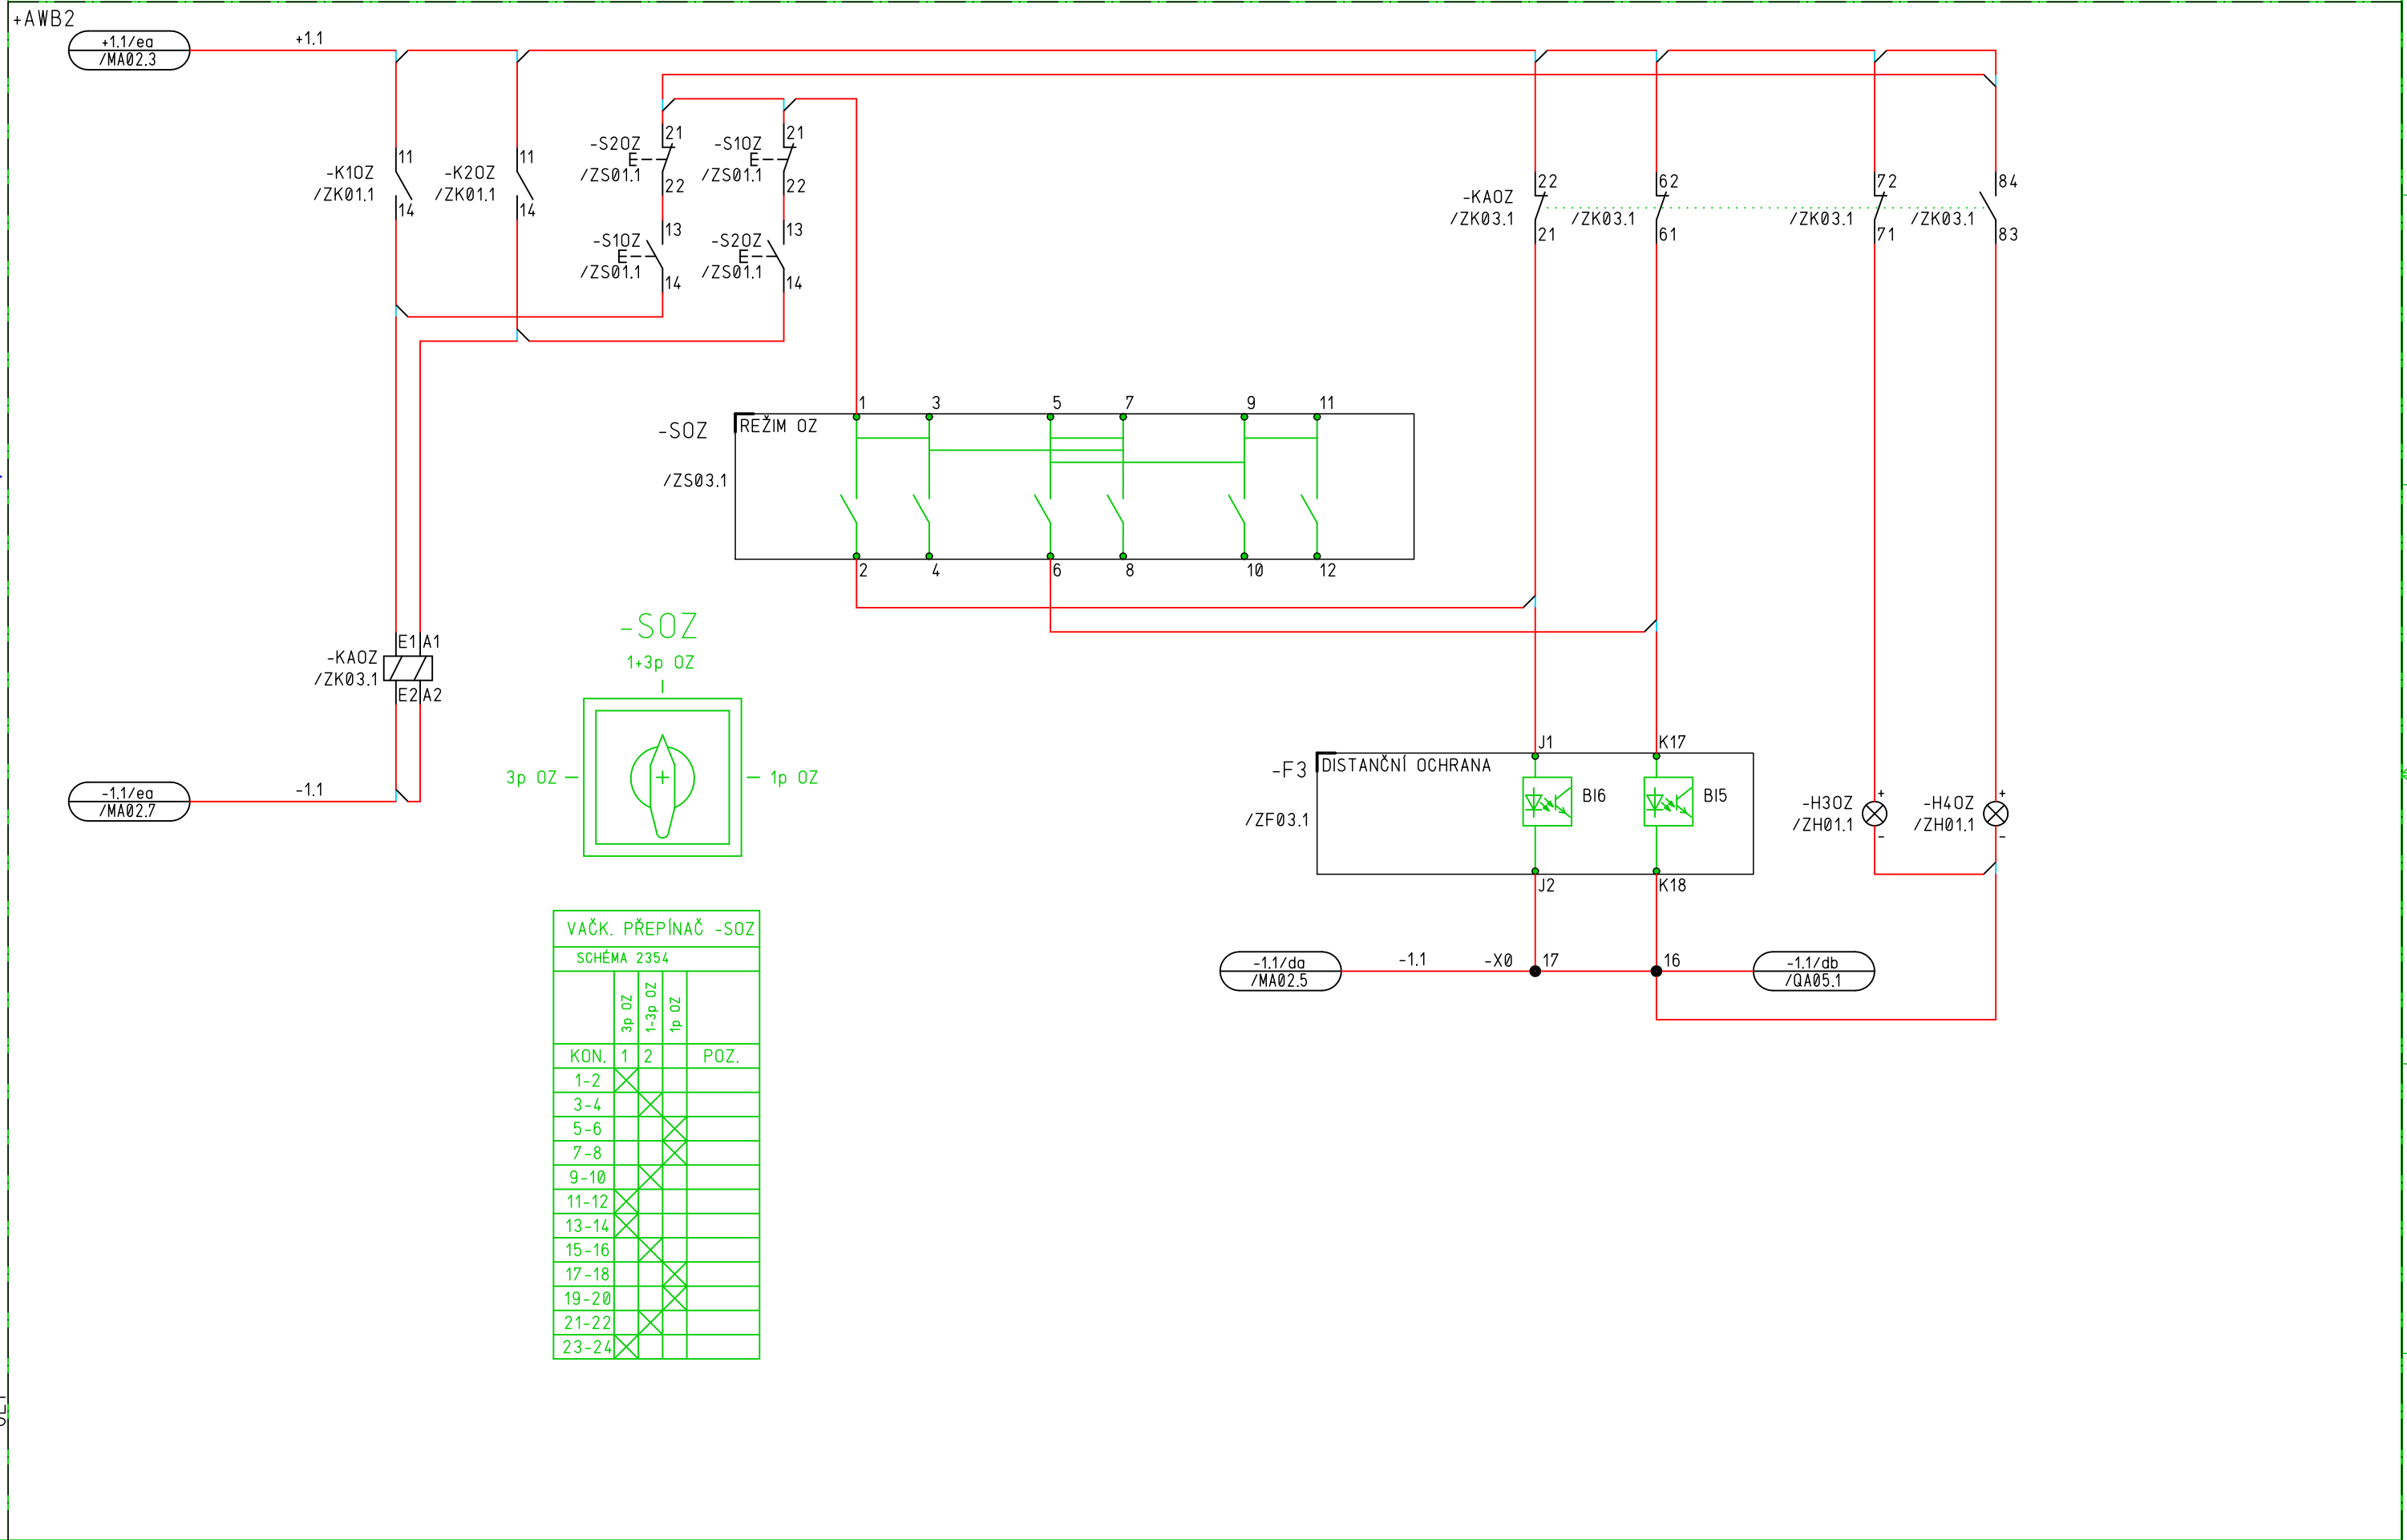 +AWB2
+1.1/ea
/MA02.3
+1.1
-K1OZ
/ZK01.1
11
14
-K2OZ
/ZK01.1
11
14
-S2OZ
/ZS01.1
21
22
-S1OZ
/ZS01.1
21
22
-S1OZ
/ZS01.1
13
14
-S2OZ
/ZS01.1
13
14
-KAOZ
/ZK03.1
22
21
/ZK03.1
62
61
/ZK03.1
72
71
/ZK03.1
84
83
-SOZ
/ZS03.1
REŽIM OZ
1 3 5 7 9 11
2 4 6 8 10 12
-KAOZ
/ZK03.1
E1 A1
E2 A2
-1.1/ea
/MA02.7
-1.1
-SOZ
1+3p OZ
3p OZ
1p OZ
-F3
/ZF03.1
DISTANČNÍ OCHRANA
J1
BI6
J2
K17
BI5
K18
-H3OZ
/ZH01.1
+
-
-H4OZ
/ZH01.1
+
-
-1.1/da
/MA02.5
-1.1
-X0
17
16
-1.1/db
/QA05.1
VAČK. PŘEPÍNAČ -SOZ
SCHÉMA 2354
3p OZ
1-3p OZ
1p OZ
KON. 1 2 POZ.
1-2
3-4
5-6
7-8
9-10
11-12
13-14
15-16
17-18
19-20
21-22
23-24